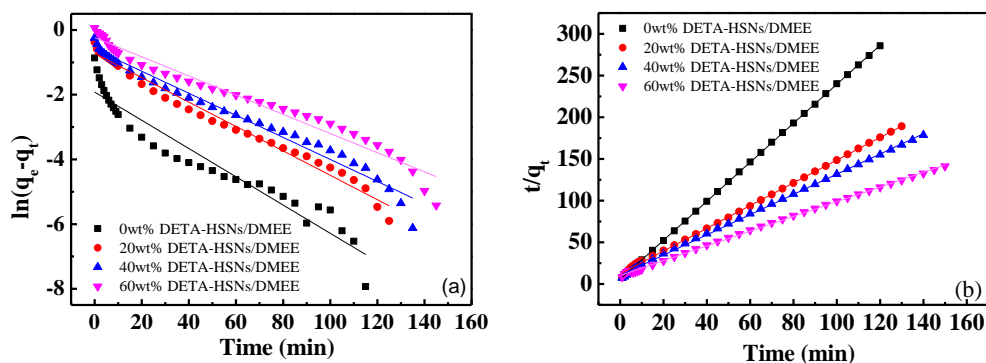 0
-2
-4
-6
-8
ln(qe-qt)
0wt% DETA-HSNs/DMEE
20wt% DETA-HSNs/DMEE
40wt% DETA-HSNs/DMEE
60wt% DETA-HSNs/DMEE
(a)
0 20 40 60 80 100 120 140 160
Time (min)
300
250
200
150
100
50
0
t/qt
0wt% DETA-HSNs/DMEE
20wt% DETA-HSNs/DMEE
40wt% DETA-HSNs/DMEE
60wt% DETA-HSNs/DMEE
(b)
0 20 40 60 80 100 120 140 160
Time (min)